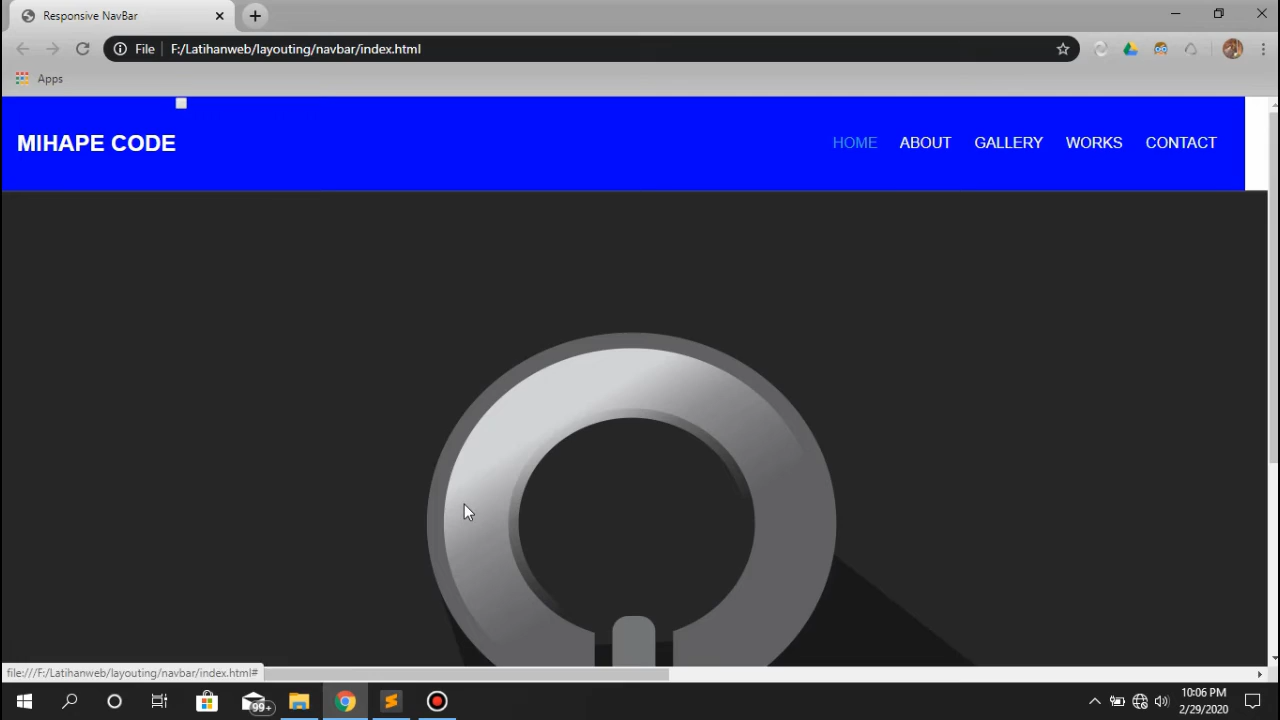 Responsive NavBar
File F:/Latihanweb/layouting/navbar/index.html
Apps
MIHAPE CODE HOME ABOUT GALLERY WORKS CONTACT
file:///F:/Latihanweb/layouting/navbar/index.html#
99+
10:06 PM
2/29/2020